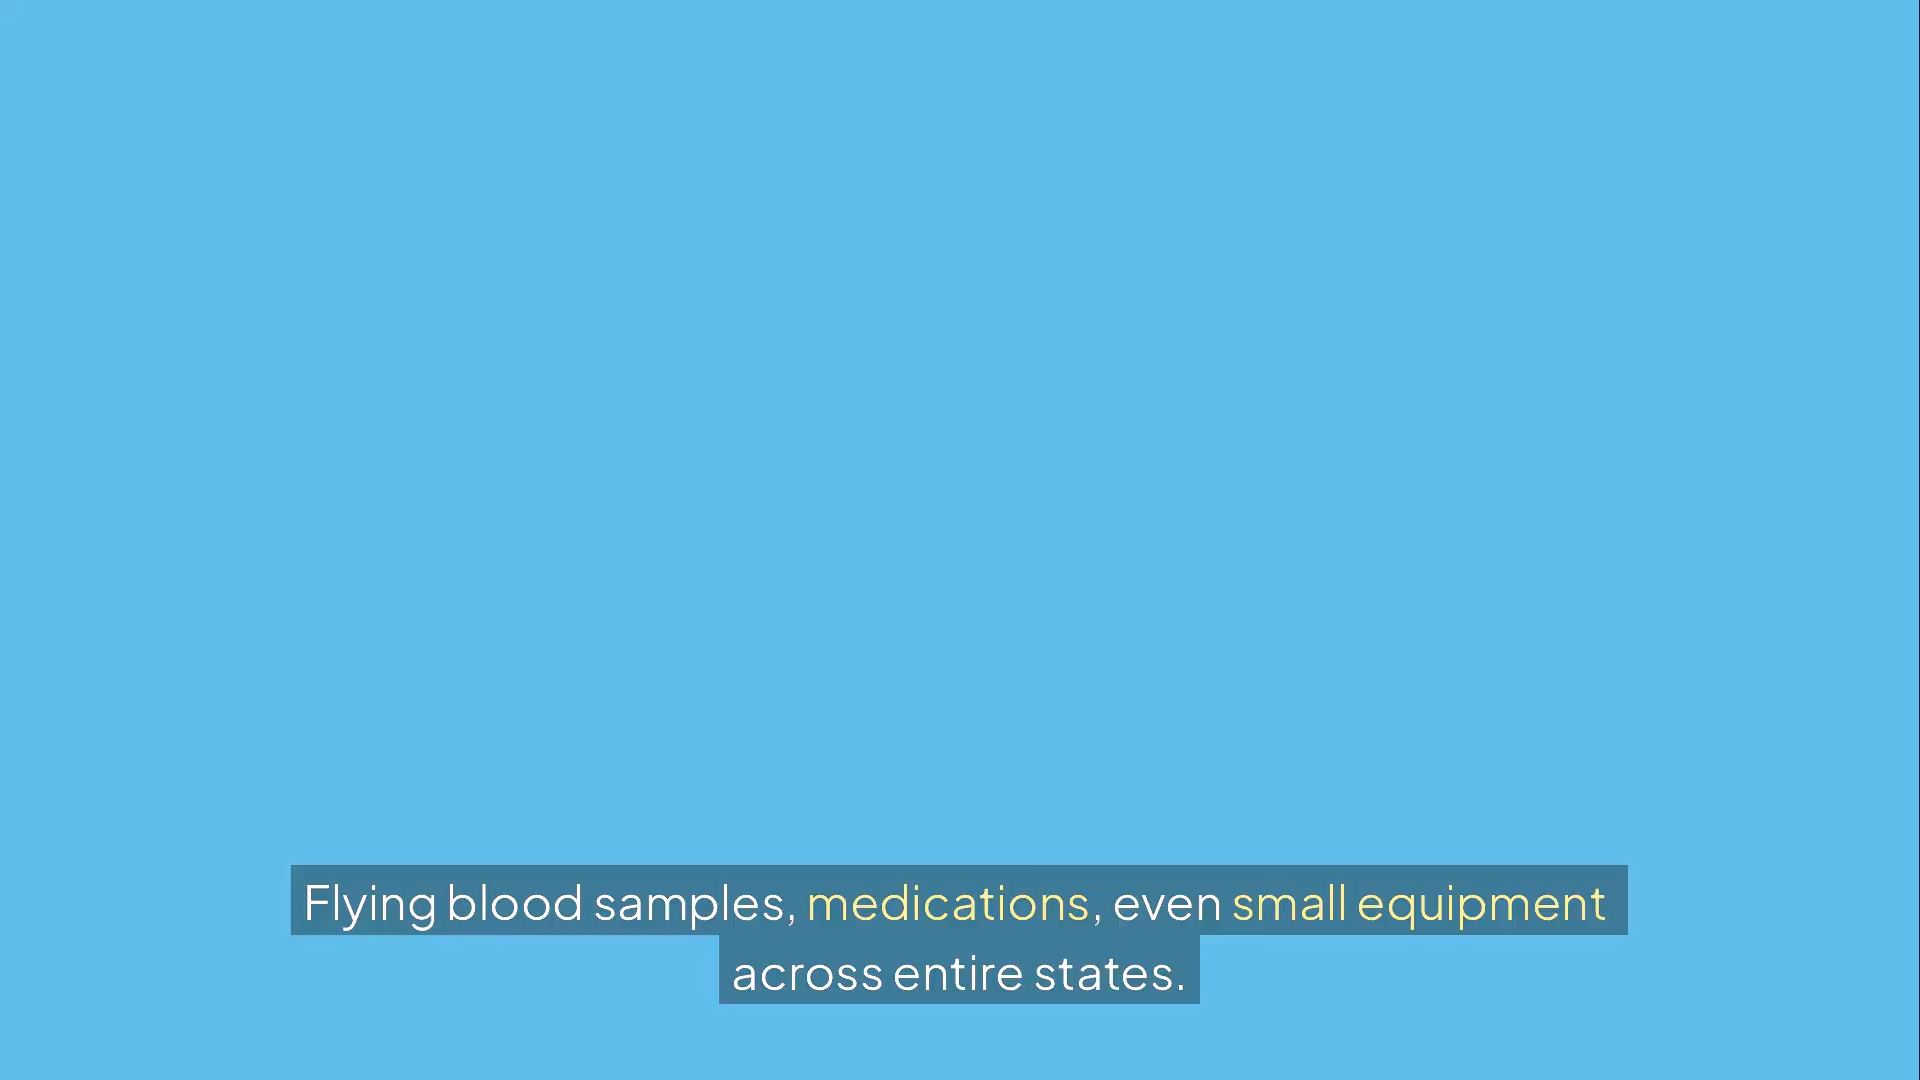 Flying blood samples, medications, even small equipment
across entire states.